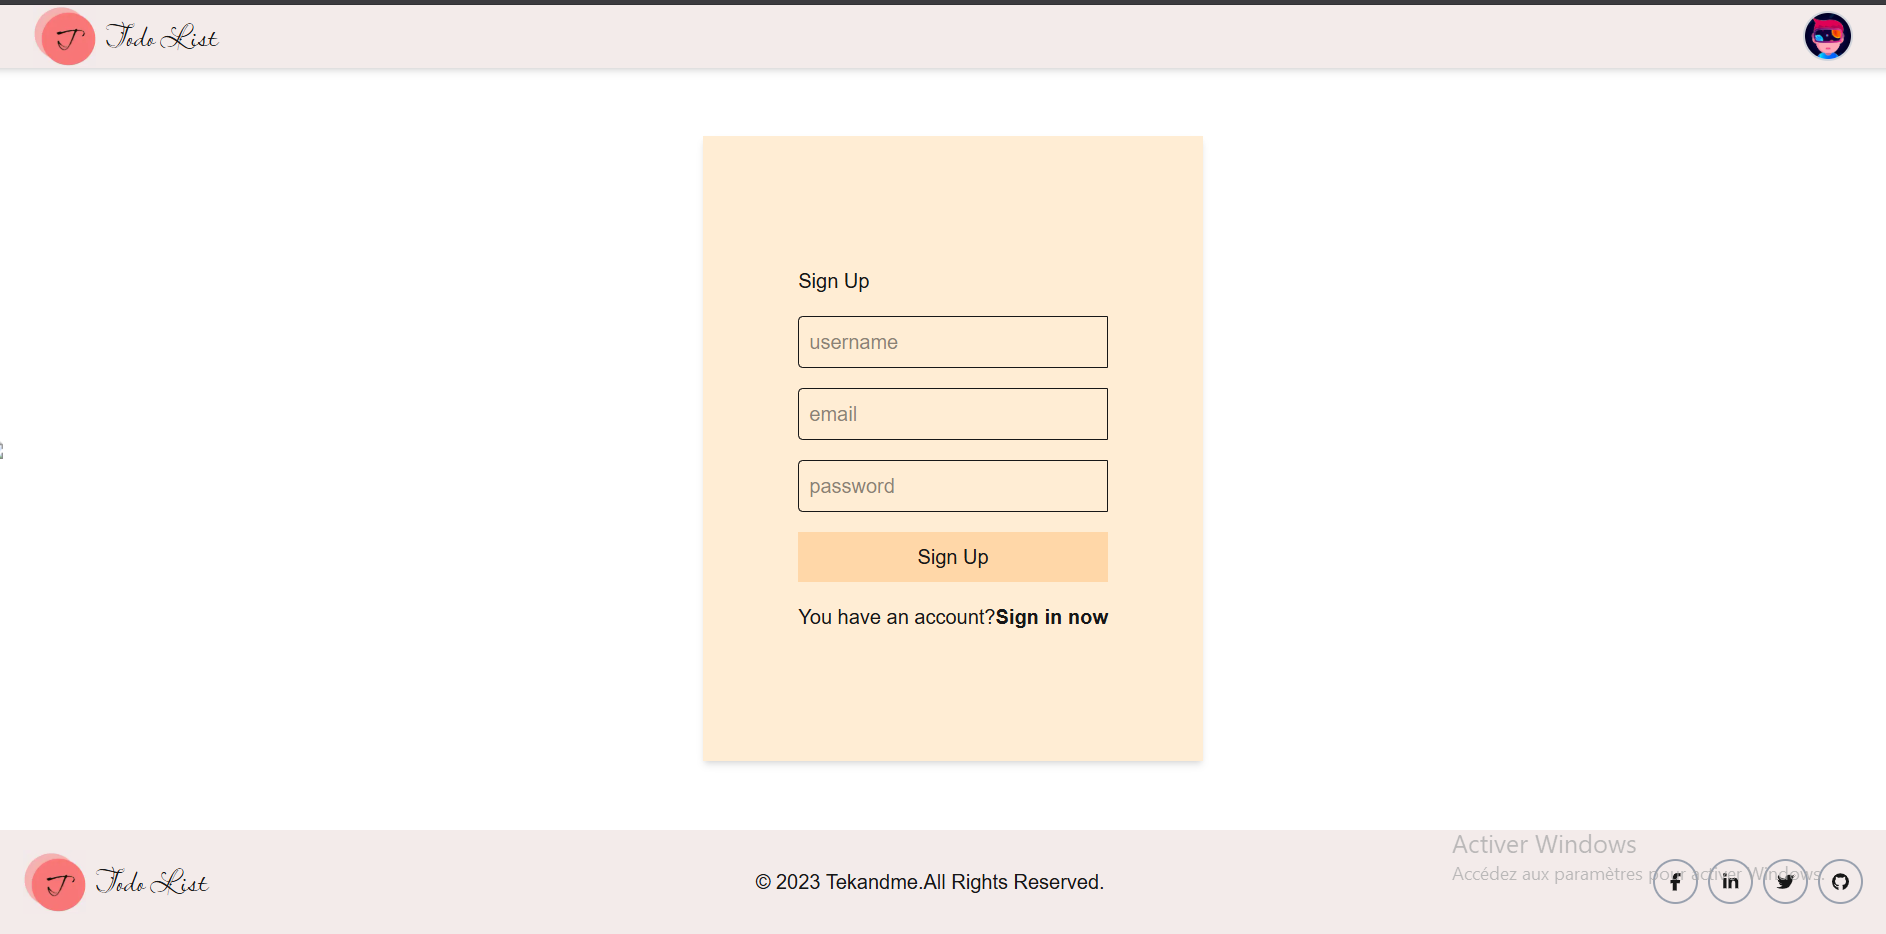 J Todo List
Sign Up
username
email
password
Sign Up
You have an account?Sign in now
Activer Windows
Accédez aux paramètres pour activer Windows.
J Todo List
© 2023 Tekandme.All Rights Reserved.
f in